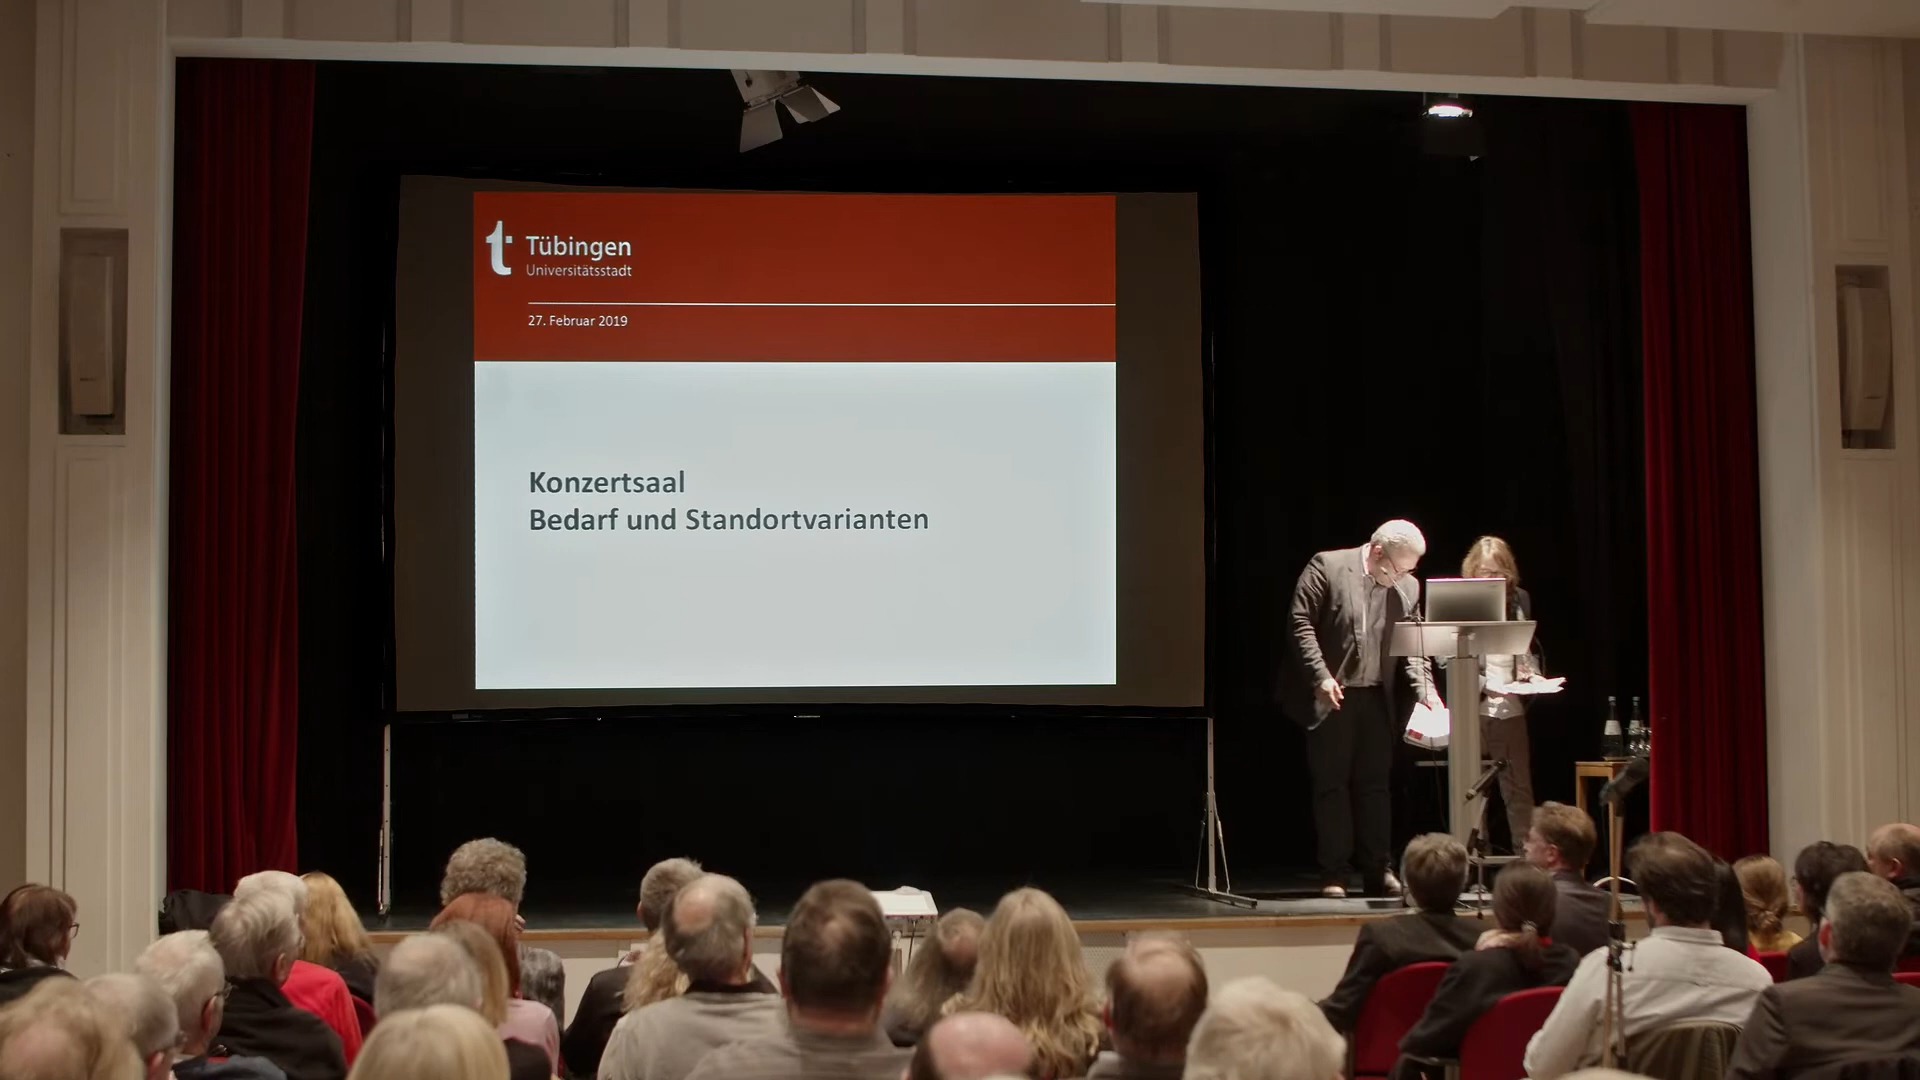 t Tübingen
Universitätsstadt
27. Februar 2019
Konzertsaal
Bedarf und Standortvarianten